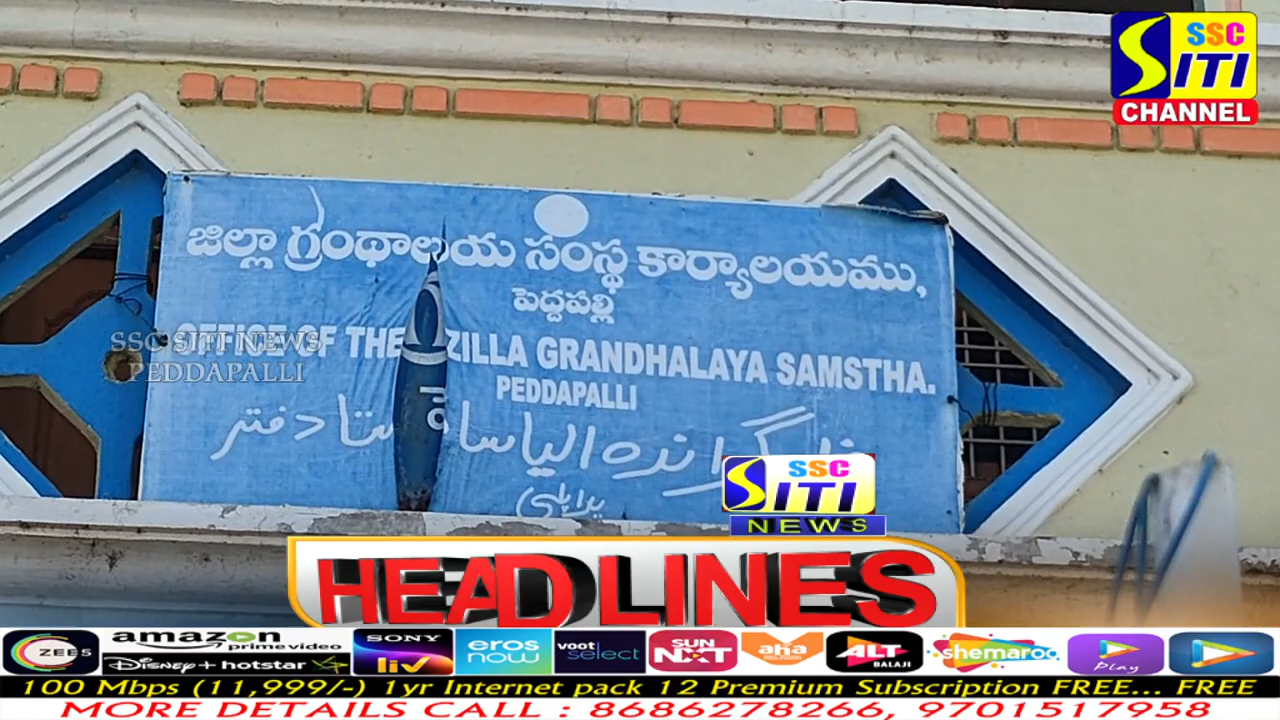 SSC
SITI
CHANNEL
జిల్లా గ్రంథాలయ సంస్థ కార్యాలయము,
పెద్దపల్లి
OFFICE OF THE ZILLA GRANDHALAYA SAMSTHA.
PEDDAPALLI
SSC SITI NEWS
PEDDAPALLI
دفتر
SSC
SITI
NEWS
HEADLINES
ZEE5 amazon prime video Disney+ hotstar SONY liv eros now voot select SUN NXT aha ALT BALAJI shemaroo Play
100 Mbps (11,999/-) 1yr Internet pack 12 Premium Subscription FREE... FREE
MORE DETAILS CALL : 8686278266, 9701517958